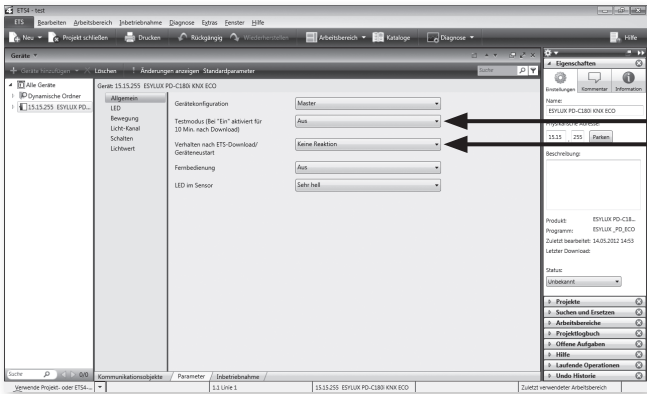 ETS4 - test
ETS Bearbeiten Arbeitsbereich Inbetriebnahme Diagnose Extras Fenster Hilfe
Neu Projekt schließen Drucken Rückgängig Wiederherstellen Arbeitsbereich Kataloge Diagnose Hilfe
Geräte
Geräte hinzufügen Löschen Änderungen anzeigen Standardparameter Suche
Alle Geräte
Dynamische Ordner
15.15.255 ESYLUX PD...
Gerät: 15.15.255 ESYLUX PD-C180i KNX ECO
Allgemein
LED
Bewegung
Licht-Kanal
Schalten
Lichtwert
Gerätekonfiguration Master
Testmodus (Bei "Ein" aktiviert für
10 Min. nach Download) Aus
Verhalten nach ETS-Download/
Geräteneustart Keine Reaktion
Fernbedienung Aus
LED im Sensor Sehr hell
Eigenschaften
Einstellungen Kommentar Information
Name:
ESYLUX PD-C180i KNX ECO
Physikalische Adresse:
15.15 . 255 Parken
Beschreibung:
Produkt: ESYLUX PD-C18...
Programm: ESYLUX _PD_ECO
Zuletzt bearbeitet: 14.05.2012 14:53
Letzter Download:
Status:
Unbekannt
Projekte
Suchen und Ersetzen
Arbeitsbereiche
Projektlogbuch
Offene Aufgaben
Hilfe
Laufende Operationen
Undo Historie
Suche 0/0 Kommunikationsobjekte Parameter Inbetriebnahme
Verwende Projekt- oder ETS4-... 1.1 Linie 1 15.15.255 ESYLUX PD-C180i KNX ECO Zuletzt verwendeter Arbeitsbereich